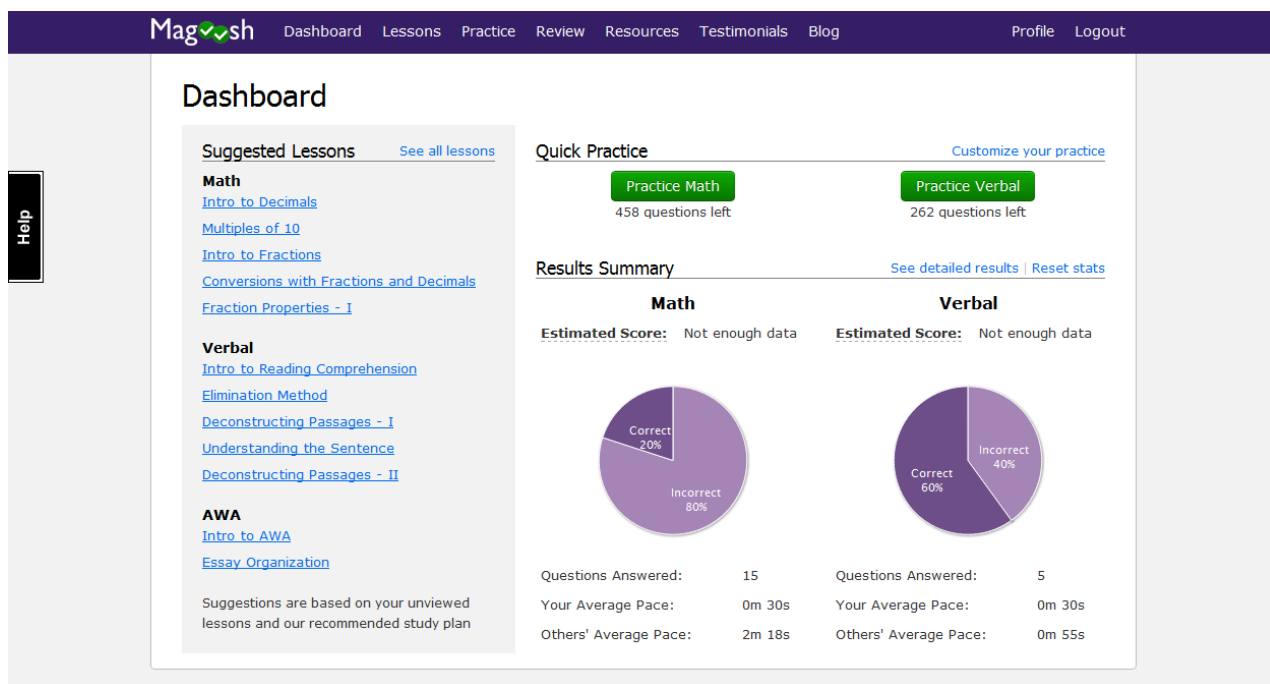 Magoosh Dashboard Lessons Practice Review Resources Testimonials Blog Profile Logout
Dashboard
Help
Suggested Lessons See all lessons
Math
Intro to Decimals
Multiples of 10
Intro to Fractions
Conversions with Fractions and Decimals
Fraction Properties - I
Verbal
Intro to Reading Comprehension
Elimination Method
Deconstructing Passages - I
Understanding the Sentence
Deconstructing Passages - II
AWA
Intro to AWA
Essay Organization
Suggestions are based on your unviewed
lessons and our recommended study plan
Quick Practice Customize your practice
Practice Math Practice Verbal
458 questions left 262 questions left
Results Summary See detailed results | Reset stats
Math Verbal
Estimated Score: Not enough data Estimated Score: Not enough data
Correct
20%
Incorrect
80%
Incorrect
40%
Correct
60%
Questions Answered: 15 Questions Answered: 5
Your Average Pace: 0m 30s Your Average Pace: 0m 30s
Others' Average Pace: 2m 18s Others' Average Pace: 0m 55s